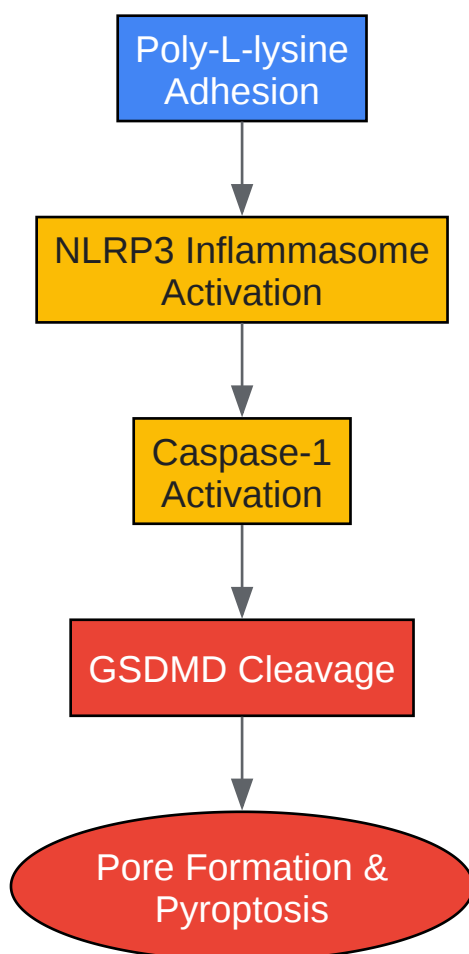 Poly-L-lysine
Adhesion
NLRP3 Inflammasome
Activation
Caspase-1
Activation
GSDMD Cleavage
Pore Formation &
Pyroptosis